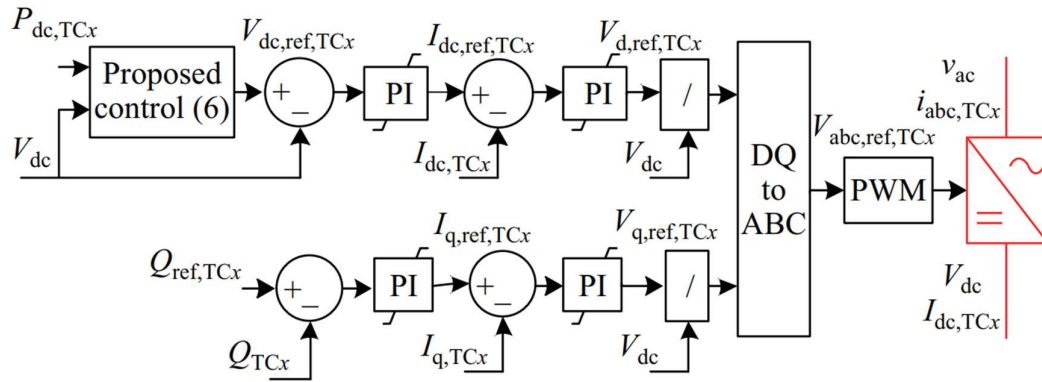 P_dc,TCx
V_dc
Proposed
control (6)
V_dc,ref,TCx
+
−
PI
I_dc,ref,TCx
+
−
I_dc,TCx
PI
V_d,ref,TCx
/
V_dc
Q_ref,TCx
+
−
Q_TCx
PI
I_q,ref,TCx
+
−
I_q,TCx
PI
V_q,ref,TCx
/
V_dc
DQ
to
ABC
V_abc,ref,TCx
PWM
v_ac
i_abc,TCx
V_dc
I_dc,TCx